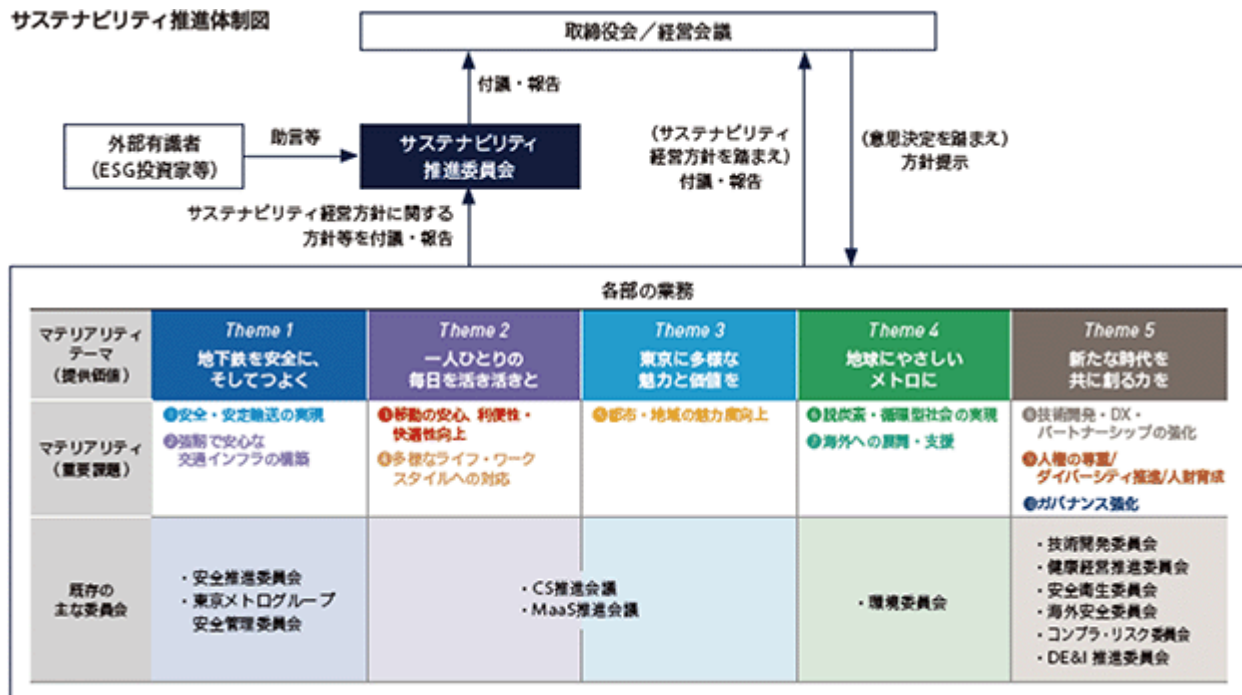 サステナビリティ推進体制図
取締役会／経営会議
付議・報告
外部有識者
(ESG投資家等)
助言等
サステナビリティ
推進委員会
(サステナビリティ
経営方針を踏まえ)
付議・報告
(意思決定を踏まえ)
方針提示
サステナビリティ経営方針に関する
方針等を付議・報告
各部の業務
マテリアリティ
テーマ
(提供価値)
Theme 1
地下鉄を安全に、
そしてつよく
Theme 2
一人ひとりの
毎日を活き活きと
Theme 3
東京に多様な
魅力と価値を
Theme 4
地球にやさしい
メトロに
Theme 5
新たな時代を
共に創る力を
マテリアリティ
(重要課題)
❶安全・安定輸送の実現
❷強靭で安心な
交通インフラの構築
❸移動の安心、利便性・
快適性向上
❹多様なライフ・ワーク
スタイルへの対応
❺都市・地域の魅力度向上
❻脱炭素・循環型社会の実現
❼海外への展開・支援
❽技術開発・DX・
パートナーシップの強化
❾人権の尊重/
ダイバーシティ推進/人財育成
❿ガバナンス強化
既存の
主な委員会
・安全推進委員会
・東京メトログループ
安全管理委員会
・CS推進会議
・MaaS推進会議
・環境委員会
・技術開発委員会
・健康経営推進委員会
・安全衛生委員会
・海外安全委員会
・コンプラ・リスク委員会
・DE&I 推進委員会